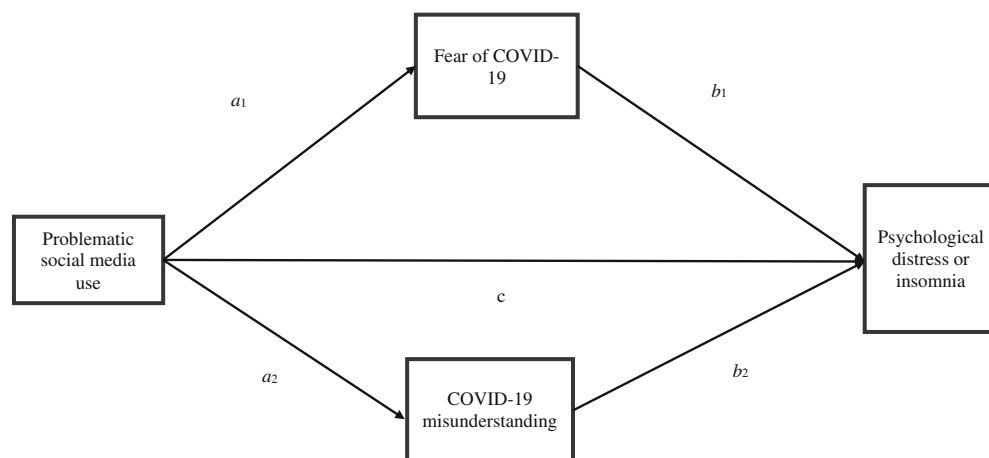 Fear of COVID-
19
a1
b1
Problematic
social media
use
Psychological
distress or
insomnia
c
a2
b2
COVID-19
misunderstanding